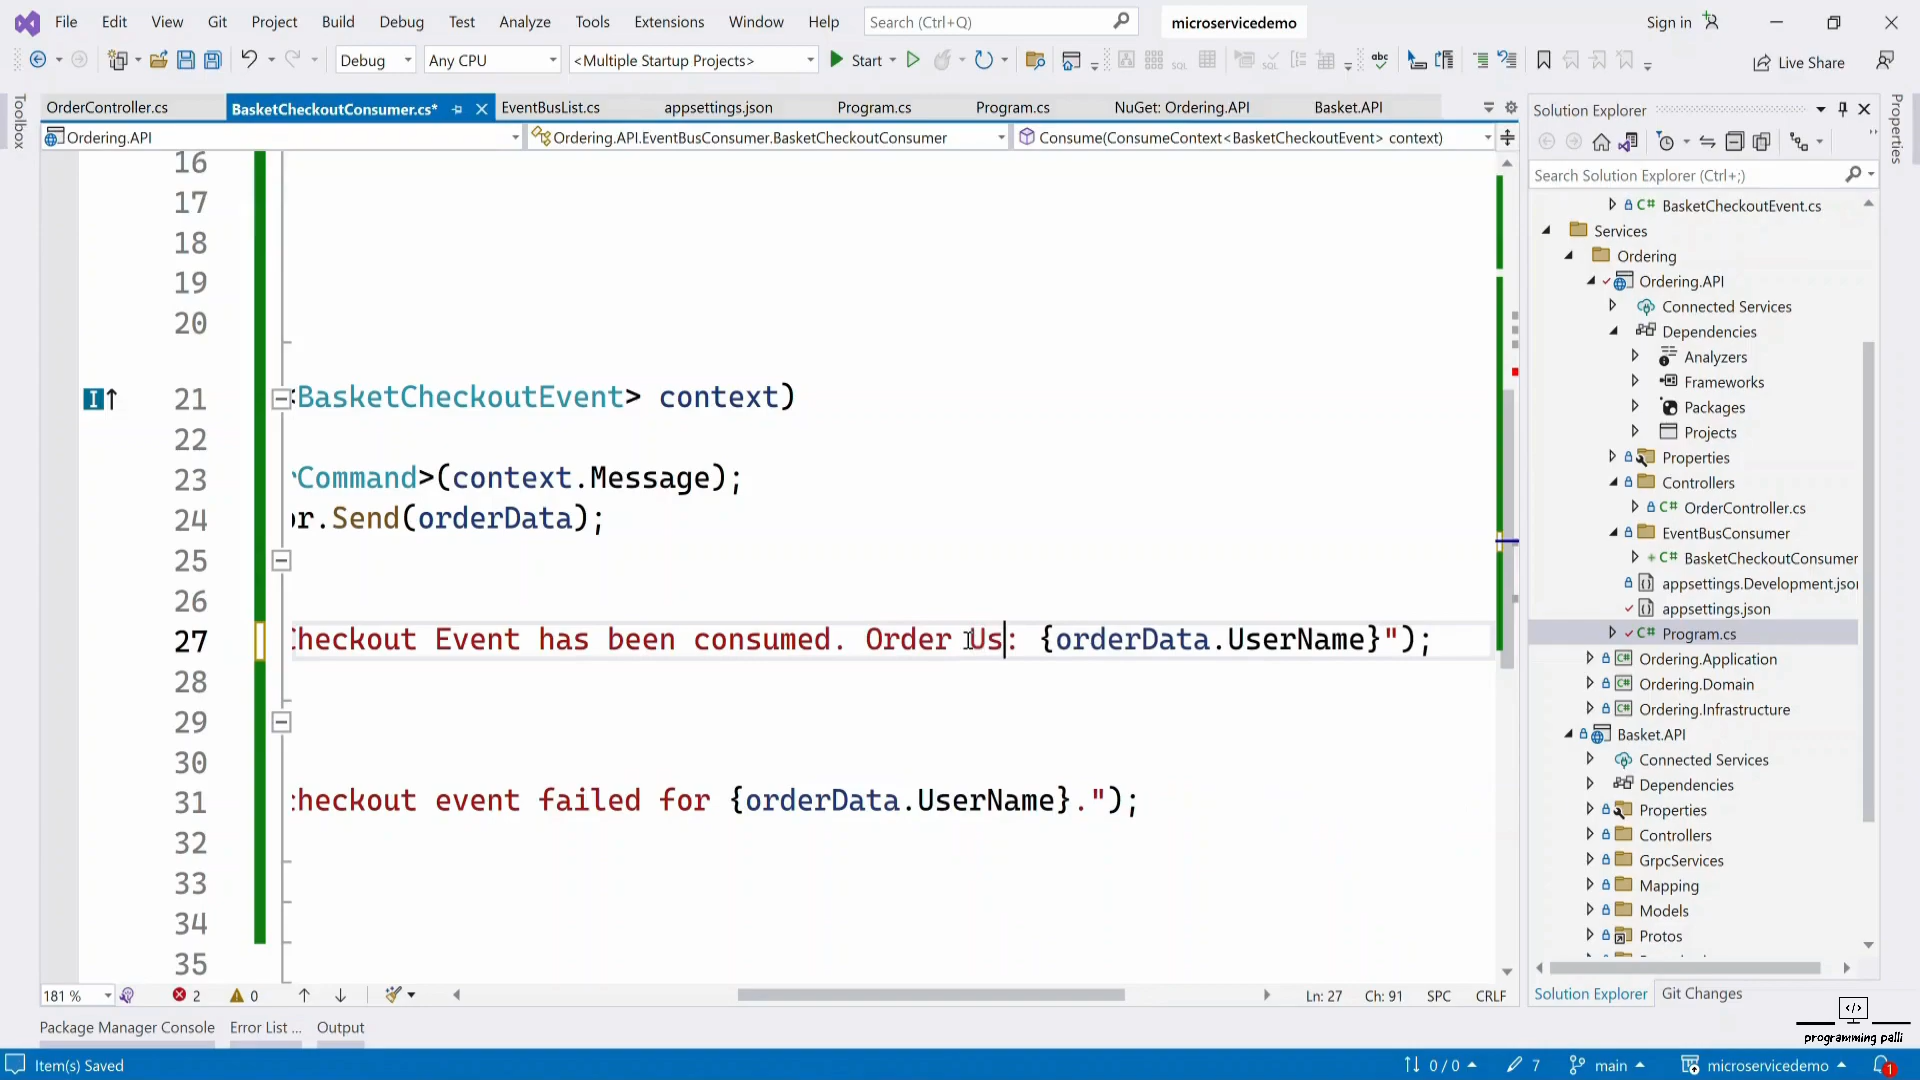 File Edit View Git Project Build Debug Test Analyze Tools Extensions Window Help Search (Ctrl+Q) microservicedemo Sign in
Debug Any CPU <Multiple Startup Projects> Start Live Share
Toolbox
OrderController.cs BasketCheckoutConsumer.cs* EventBusList.cs appsettings.json Program.cs Program.cs NuGet: Ordering.API Basket.API
Ordering.API Ordering.API.EventBusConsumer.BasketCheckoutConsumer Consume(ConsumeContext<BasketCheckoutEvent> context)
16
17
18
19
20
21 <BasketCheckoutEvent> context)
22
23 rCommand>(context.Message);
24 or.Send(orderData);
25
26
27 Checkout Event has been consumed. Order Us: {orderData.UserName}");
28
29
30
31 checkout event failed for {orderData.UserName}.");
32
33
34
35
181 % 2 0 Ln: 27 Ch: 91 SPC CRLF
Package Manager Console Error List ... Output
Item(s) Saved 0 / 0 7 main microservicedemo 1
Solution Explorer
Search Solution Explorer (Ctrl+;)
C# BasketCheckoutEvent.cs
Services
Ordering
Ordering.API
Connected Services
Dependencies
Analyzers
Frameworks
Packages
Projects
Properties
Controllers
C# OrderController.cs
EventBusConsumer
C# BasketCheckoutConsumer
appsettings.Development.json
appsettings.json
C# Program.cs
C# Ordering.Application
C# Ordering.Domain
C# Ordering.Infrastructure
Basket.API
Connected Services
Dependencies
Properties
Controllers
GrpcServices
Mapping
Models
Protos
Solution Explorer Git Changes
Properties
</>
programming palli